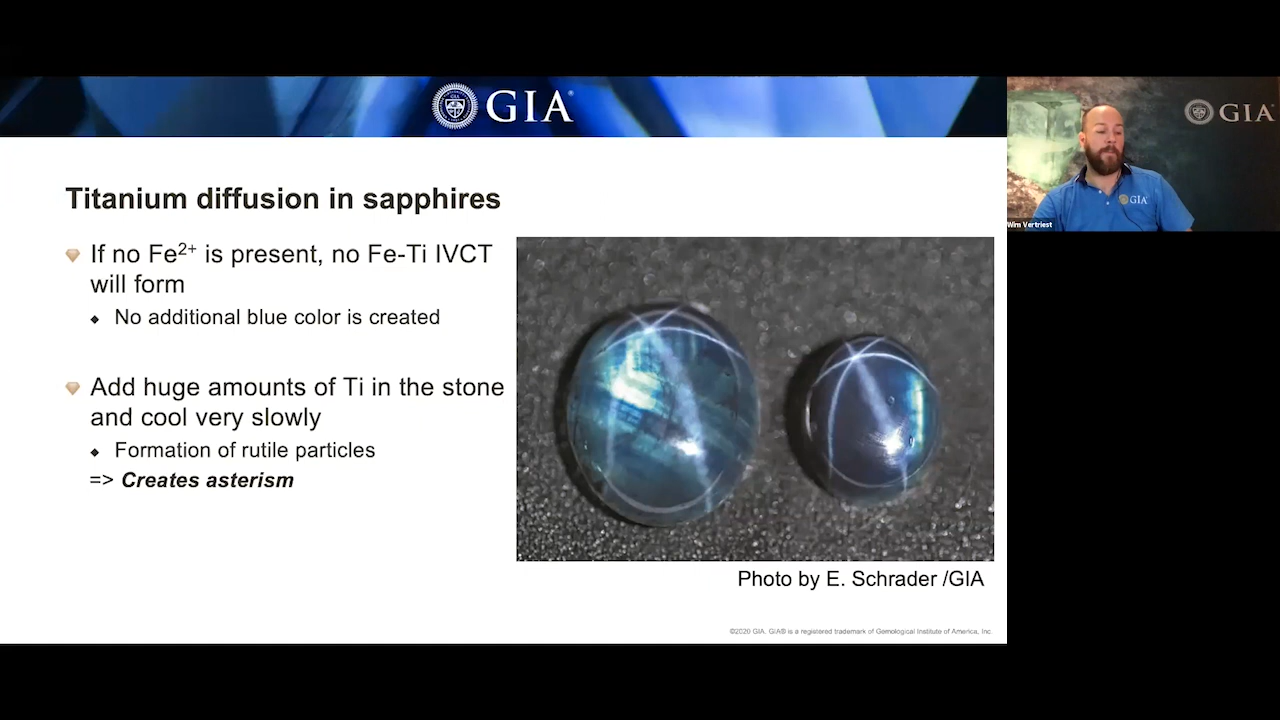 GIA®
GIA
GIA
Wim Vertriest
Titanium diffusion in sapphires
If no Fe2+ is present, no Fe-Ti IVCT
will form
No additional blue color is created
Add huge amounts of Ti in the stone
and cool very slowly
Formation of rutile particles
=> Creates asterism
Photo by E. Schrader /GIA
©2020 GIA. GIA® is a registered trademark of Gemological Institute of America, Inc